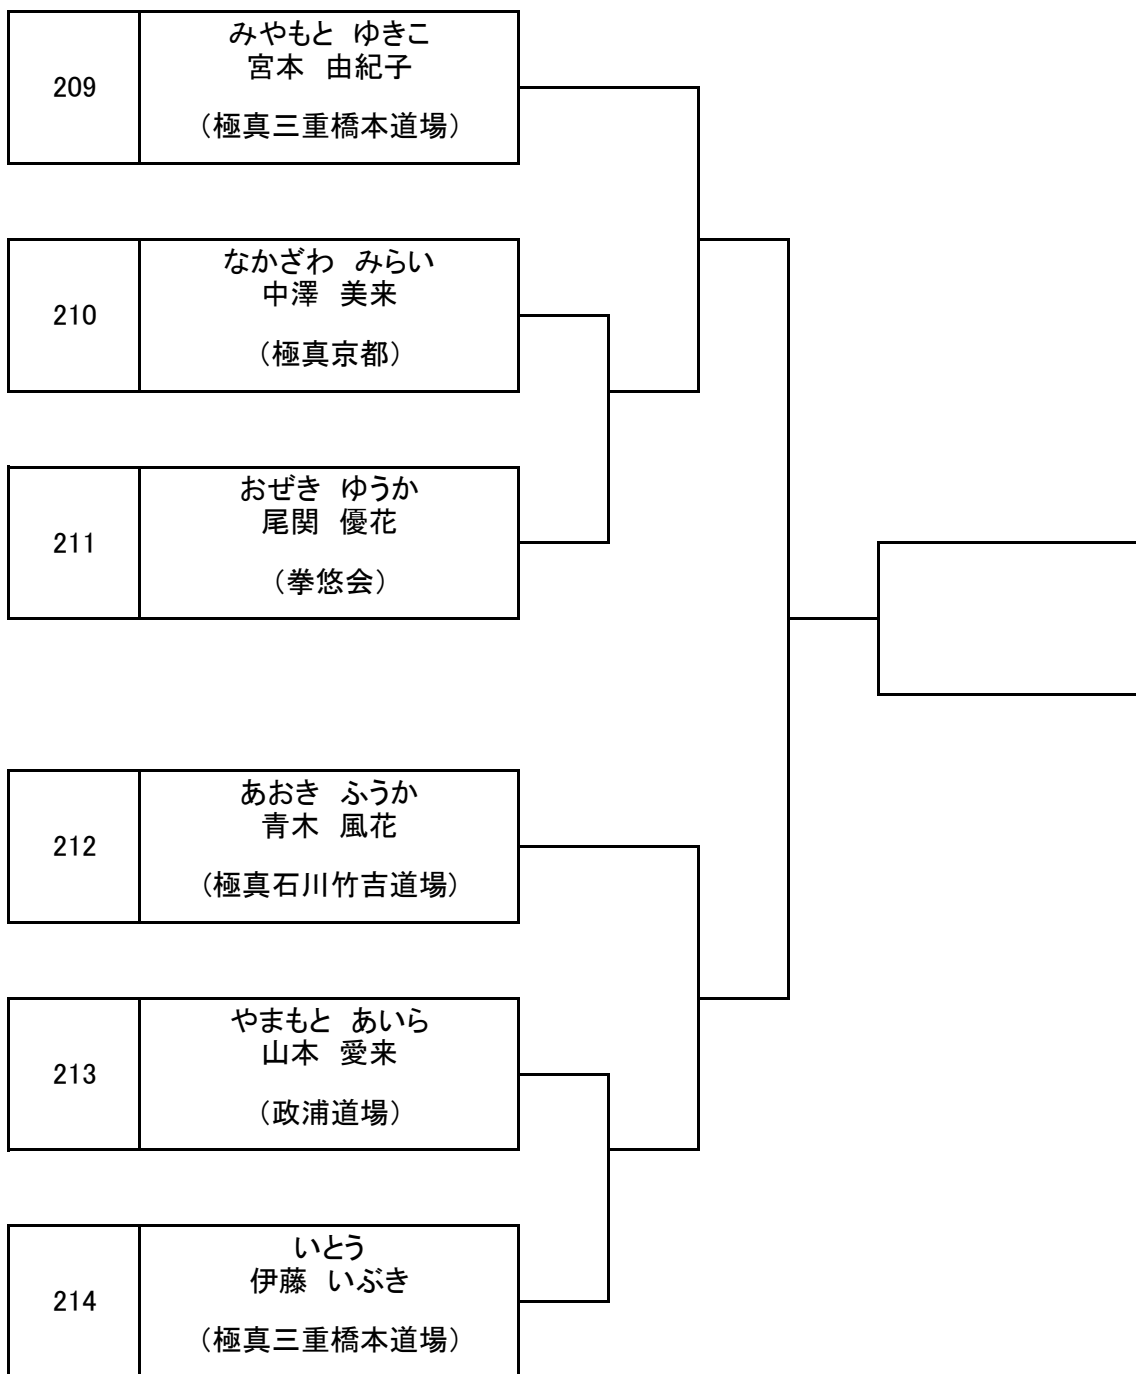 みやもと ゆきこ
209
宮本 由紀子
（極真三重橋本道場）
なかざわ みらい
210
中澤 美来
（極真京都）
おぜき ゆうか
211
尾関 優花
（拳悠会）
あおき ふうか
212
青木 風花
（極真石川竹吉道場）
やまもと あいら
213
山本 愛来
（政浦道場）
いとう
214
伊藤 いぶき
（極真三重橋本道場）